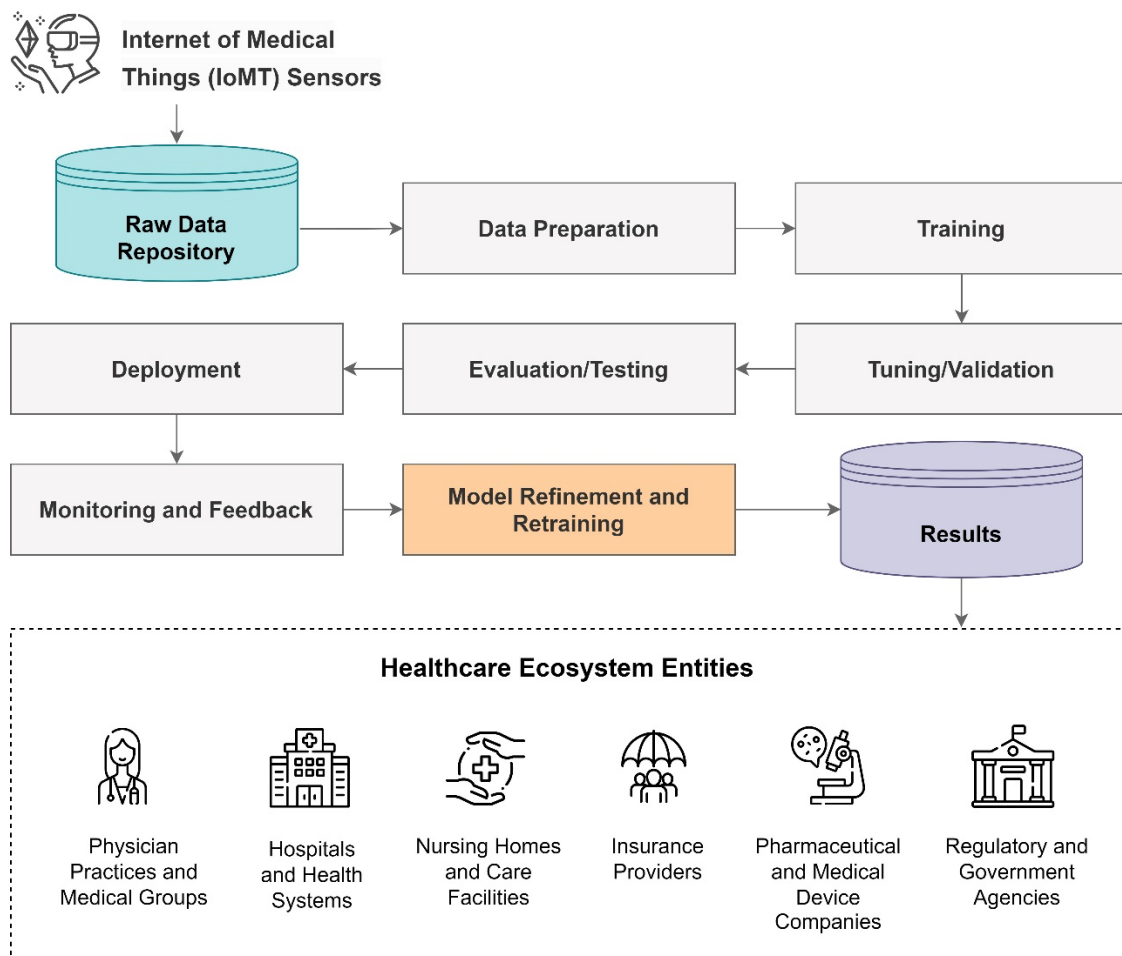 Internet of Medical
Things (IoMT) Sensors
Raw Data
Repository
Data Preparation
Training
Deployment
Evaluation/Testing
Tuning/Validation
Monitoring and Feedback
Model Refinement and
Retraining
Results
Healthcare Ecosystem Entities
Physician
Practices and
Medical Groups
Hospitals
and Health
Systems
Nursing Homes
and Care
Facilities
Insurance
Providers
Pharmaceutical
and Medical
Device
Companies
Regulatory and
Government
Agencies